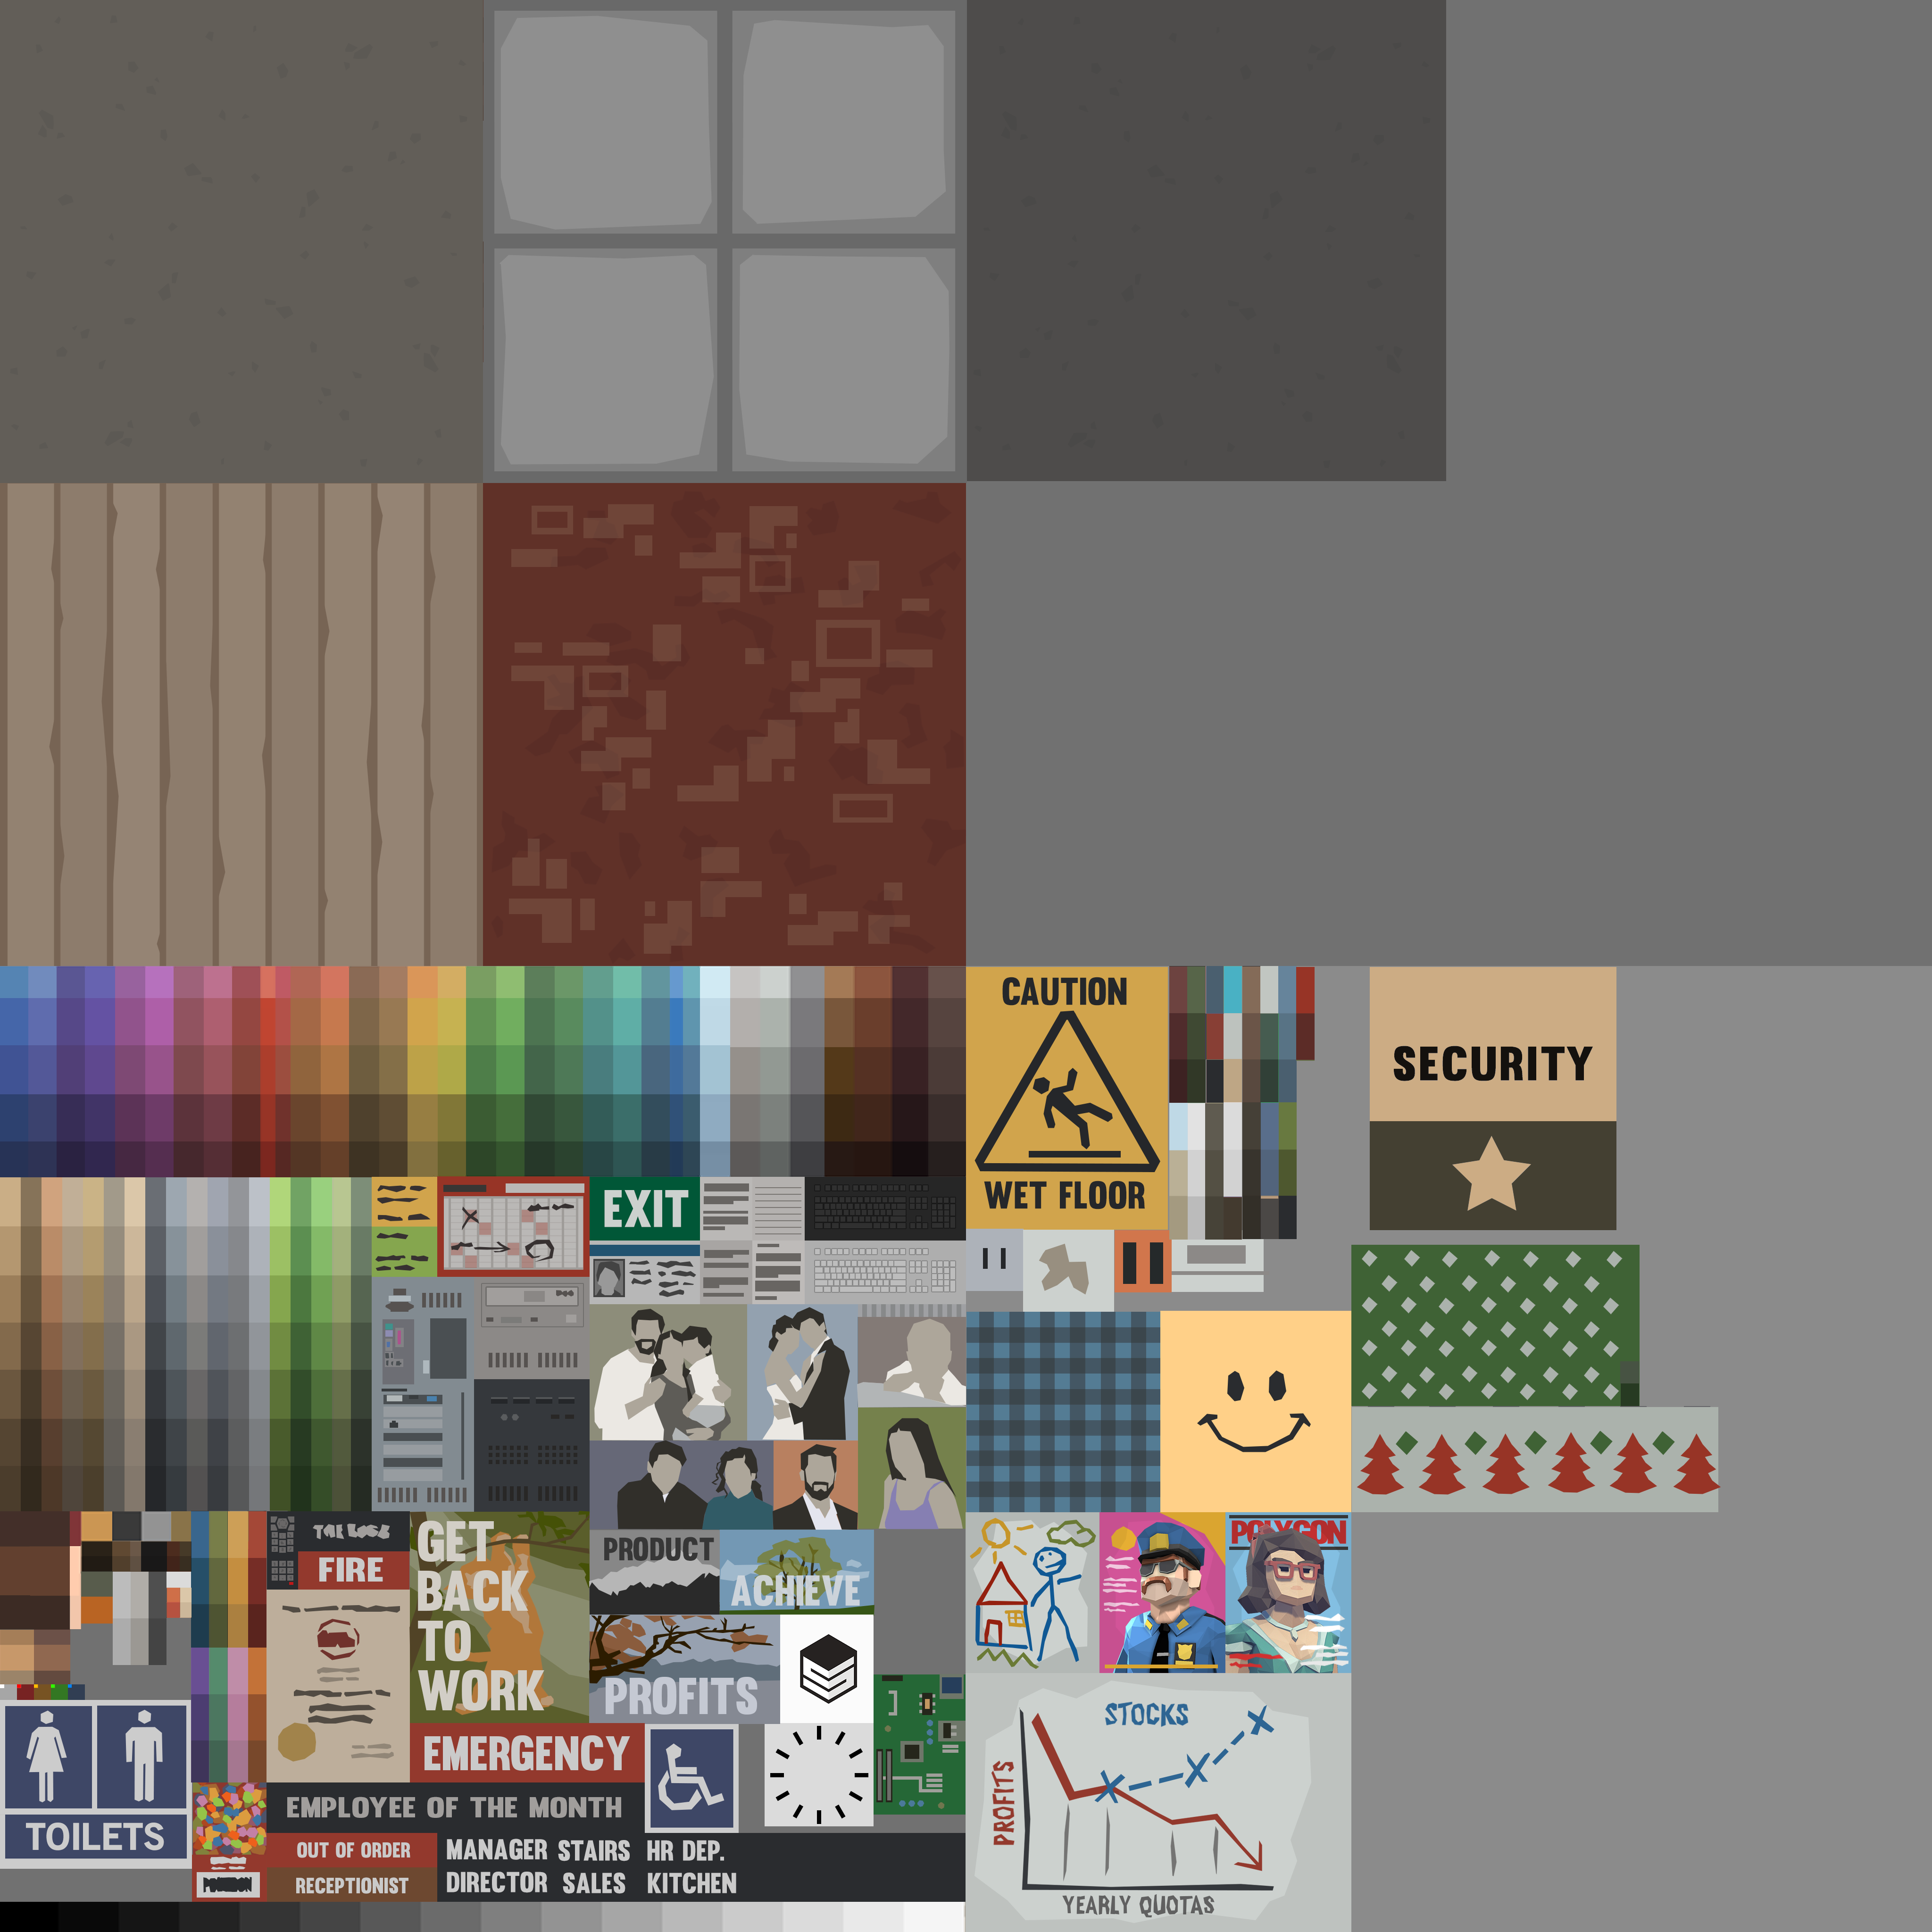 CAUTION
WET FLOOR
SECURITY
EXIT
FIRE
GET
BACK
TO
WORK
PRODUCT
ACHIEVE
PROFITS
POLYGON
EMERGENCY
TOILETS
EMPLOYEE OF THE MONTH
OUT OF ORDER
RECEPTIONIST
MANAGER STAIRS HR DEP.
DIRECTOR SALES KITCHEN
STOCKS
PROFITS
YEARLY QUOTAS